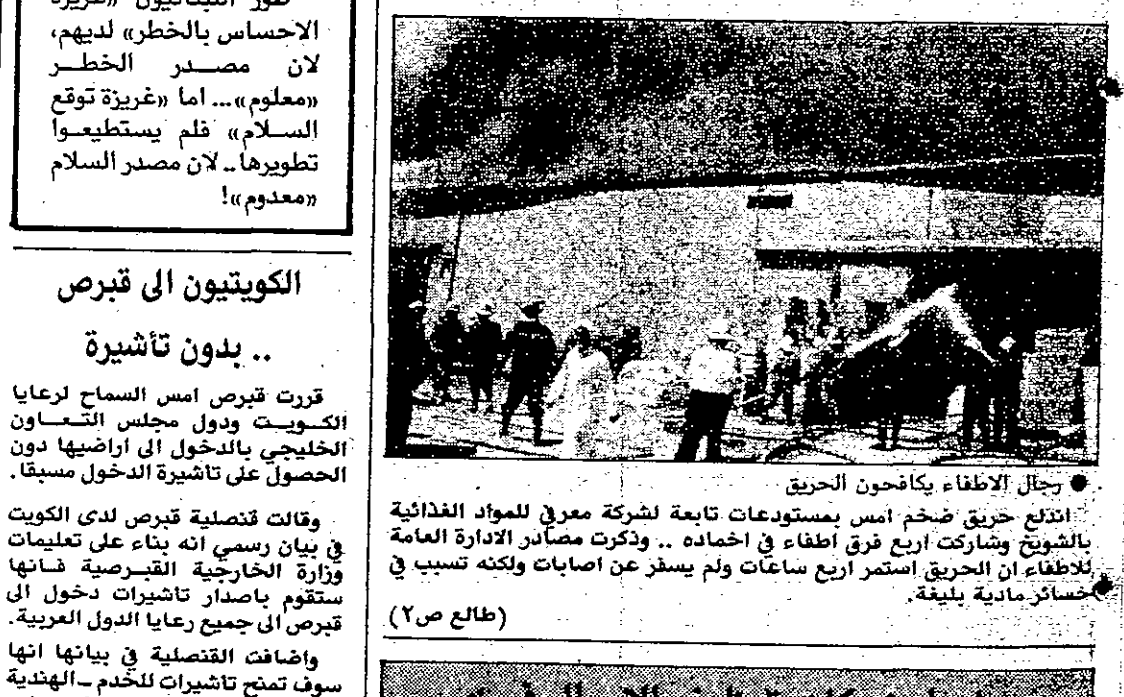 الاحساس بالخطر» لديهم،
لان مصدر الخطر
«معلوم»... اما «غريزة توقع
السلام» فلم يستطيعوا
تطويرها.. لان مصدر السلام
«معدوم»!
الكويتيون الى قبرص
.. بدون تأشيرة
قررت قبرص امس السماح لرعايا
الكويت ودول مجلس التعاون
الخليجي بالدخول الى اراضيها دون
الحصول على تاشيرة الدخول مسبقا.
وقالت قنصلية قبرص لدى الكويت
في بيان رسمي انه بناء على تعليمات
وزارة الخارجية القبرصية فانها
ستقوم باصدار تاشيرات دخول الى
قبرص الى جميع رعايا الدول العربية.
واضافت القنصلية في بيانها انها
سوف تمنح تاشيرات للخدم ـ الهندية
● رجال الاطفاء يكافحون الحريق
اندلع حريق ضخم امس بمستودعات تابعة لشركة معرفي للمواد الغذائية
بالشويخ وشاركت اربع فرق اطفاء في اخماده .. وذكرت مصادر الادارة العامة
للاطفاء ان الحريق استمر اربع ساعات ولم يسفر عن اصابات ولكنه تسبب في
خسائر مادية بليغة.
(طالع ص٢)